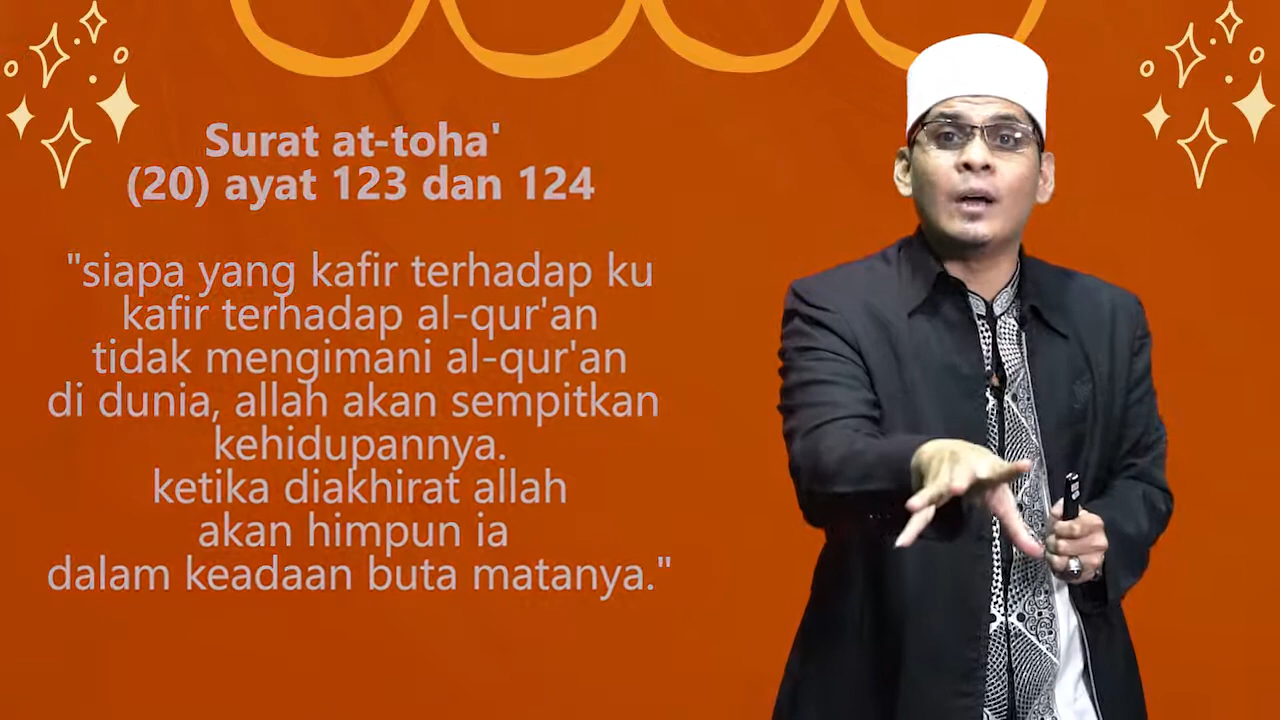 Surat at-toha'
(20) ayat 123 dan 124
"siapa yang kafir terhadap ku
kafir terhadap al-qur'an
tidak mengimani al-qur'an
di dunia, allah akan sempitkan
kehidupannya.
ketika diakhirat allah
akan himpun ia
dalam keadaan buta matanya."